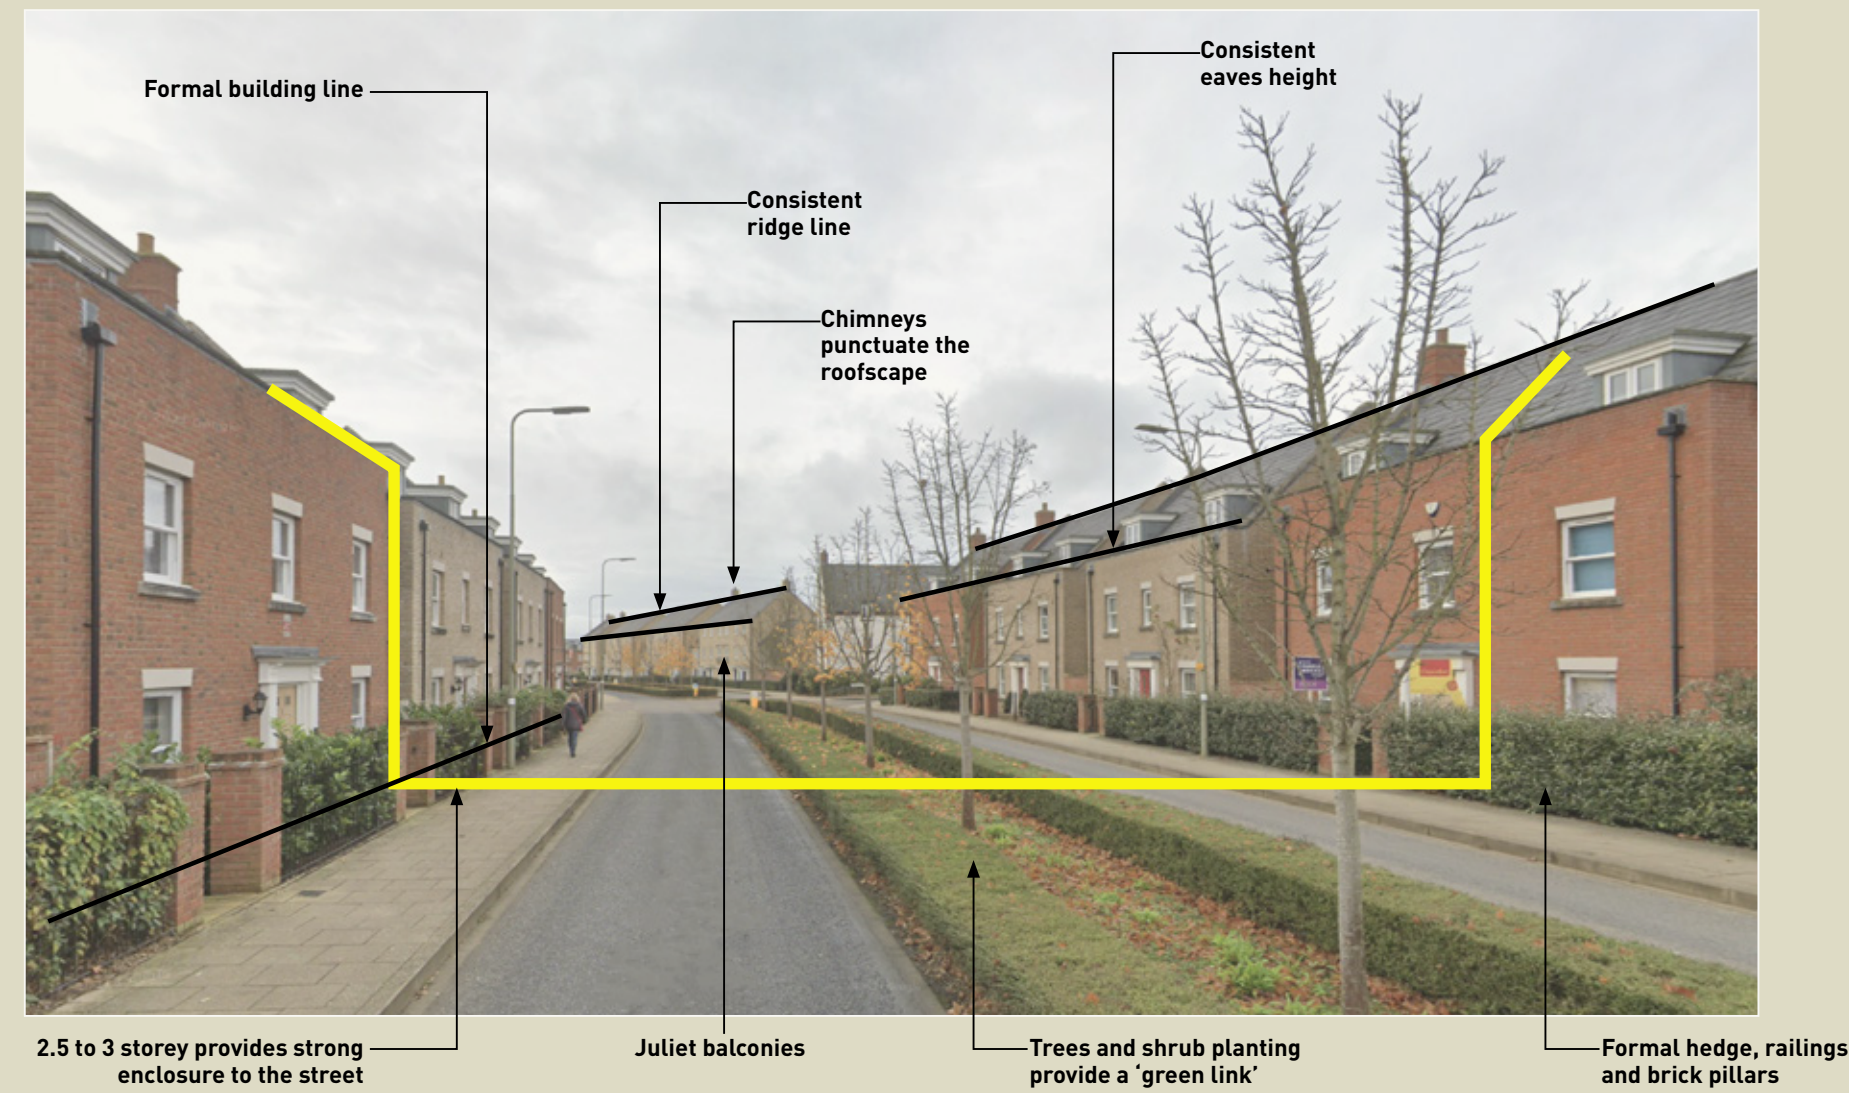 Consistent
eaves height
Formal building line
Consistent
ridge line
Chimneys
punctuate the
roofscape
2.5 to 3 storey provides strong
enclosure to the street
Juliet balconies
Trees and shrub planting
provide a ‘green link’
Formal hedge, railings
and brick pillars